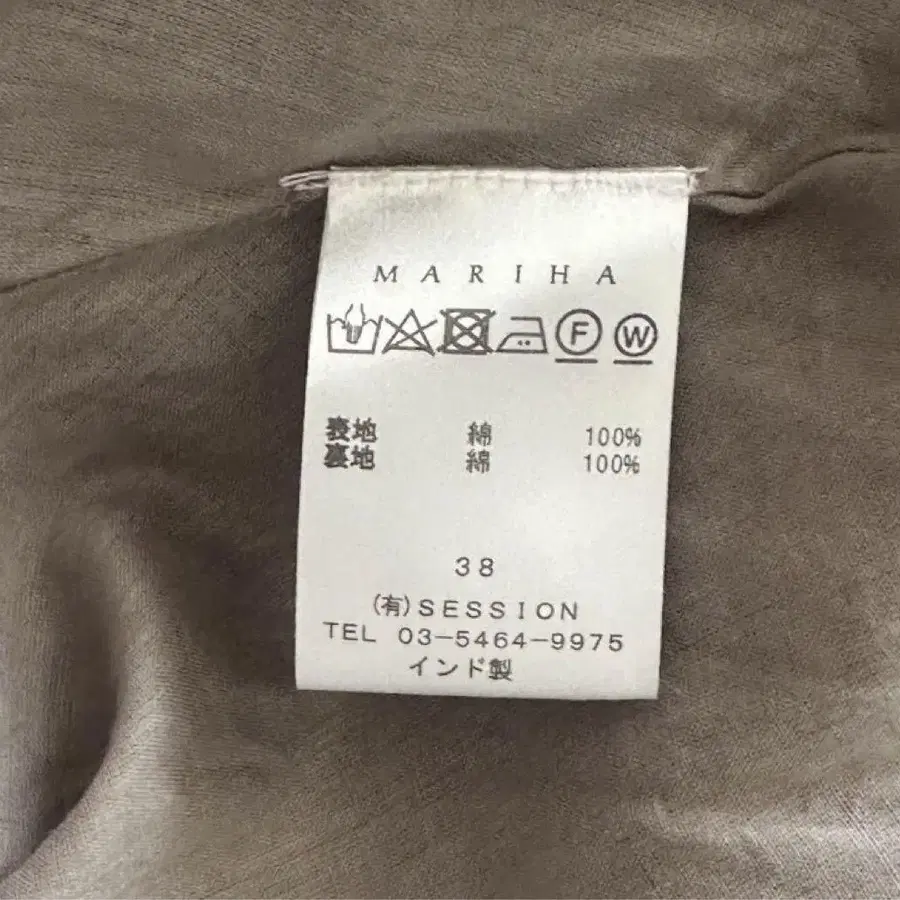 MARIHA
F W
表地 綿 100%
裏地 綿 100%
38
(有)SESSION
TEL 03-5464-9975
インド製